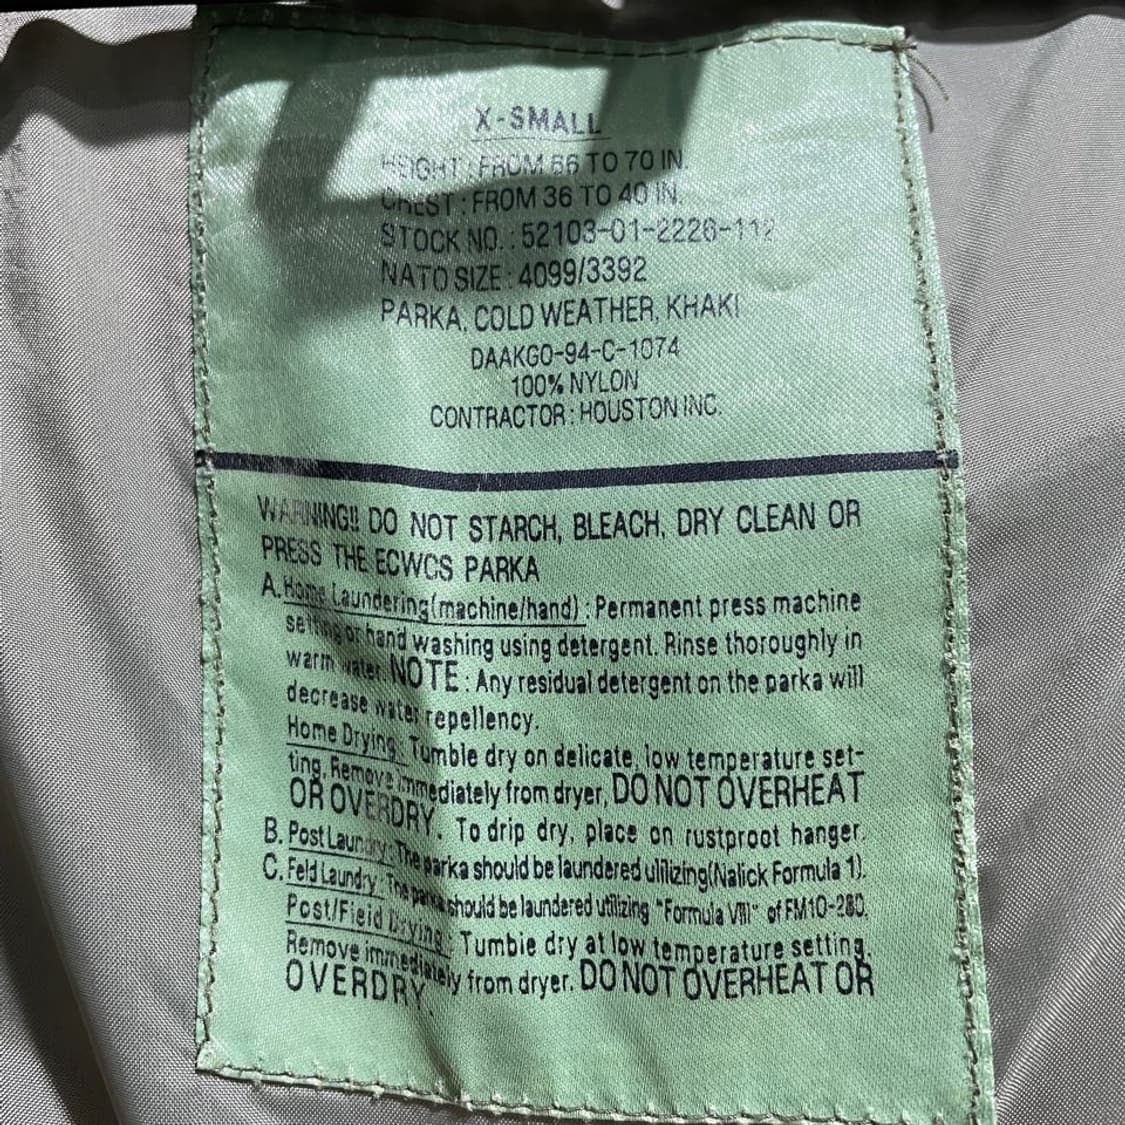 X-SMALL
HEIGHT : FROM 66 TO 70 IN.
CHEST : FROM 36 TO 40 IN.
STOCK NO. : 52103-01-2226-112
NATO SIZE : 4099/3392
PARKA, COLD WEATHER, KHAKI
DAAKGO-94-C-1074
100% NYLON
CONTRACTOR : HOUSTON INC.
WARNING!! DO NOT STARCH, BLEACH, DRY CLEAN OR
PRESS THE ECWCS PARKA
A. Home Laundering(machine/hand) : Permanent press machine
setting or hand washing using detergent. Rinse thoroughly in
warm water. NOTE : Any residual detergent on the parka will
decrease water repellency.
Home Drying : Tumble dry on delicate, low temperature set-
ting, Remove immediately from dryer, DO NOT OVERHEAT
OR OVERDRY. To drip dry, place on rustproot hanger.
B. Post Laundry : The parka should be laundered ulilizing(Nalick Formula 1).
C. Feld Laundry : The parka should be laundered utilizing "Formula VIII" of FM10-280.
Post/Field Drying : Tumbie dry at low temperature setting.
Remove immediately from dryer. DO NOT OVERHEAT OR
OVERDRY.